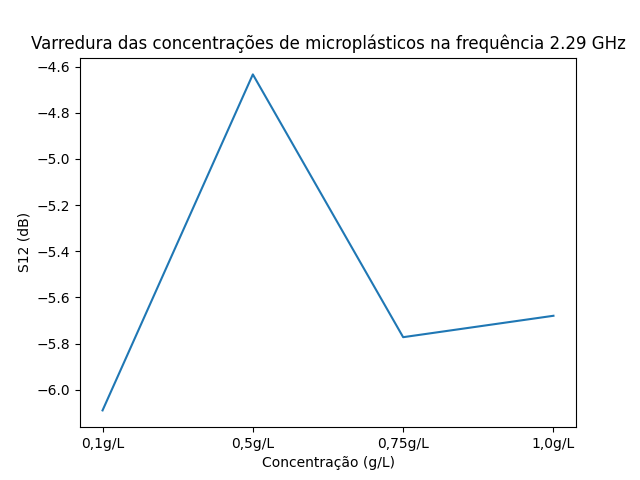 Varredura das concentrações de microplásticos na frequência 2.29 GHz
−4.6
−4.8
−5.0
−5.2
−5.4
−5.6
−5.8
−6.0
S12 (dB)
0,1g/L 0,5g/L 0,75g/L 1,0g/L
Concentração (g/L)